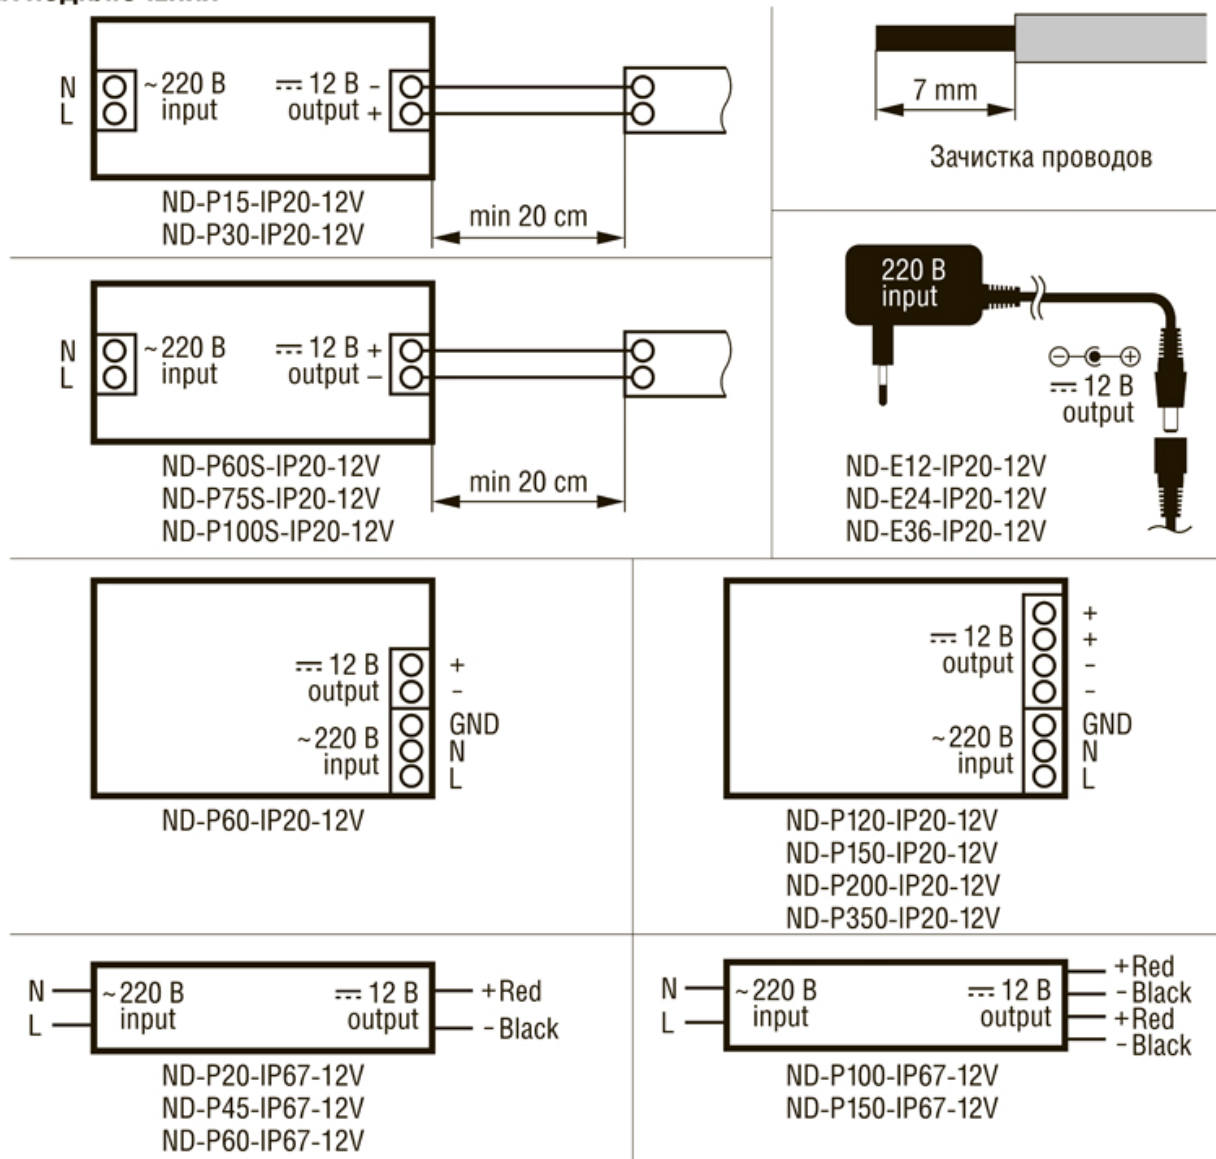 N
~220 В
L
input
12 В -
output +
ND-P15-IP20-12V
ND-P30-IP20-12V
min 20 cm
7 mm
Зачистка проводов
N
~220 В
L
input
12 В +
output –
ND-P60S-IP20-12V
ND-P75S-IP20-12V
ND-P100S-IP20-12V
min 20 cm
220 В
input
12 В
output
ND-E12-IP20-12V
ND-E24-IP20-12V
ND-E36-IP20-12V
12 В
output
~220 В
input
+
-
GND
N
L
ND-P60-IP20-12V
12 В
output
~220 В
input
+
+
-
-
GND
N
L
ND-P120-IP20-12V
ND-P150-IP20-12V
ND-P200-IP20-12V
ND-P350-IP20-12V
N
L
~220 В
input
12 В
output
+Red
-Black
ND-P20-IP67-12V
ND-P45-IP67-12V
ND-P60-IP67-12V
N
L
~220 В
input
12 В
output
+Red
-Black
+Red
-Black
ND-P100-IP67-12V
ND-P150-IP67-12V